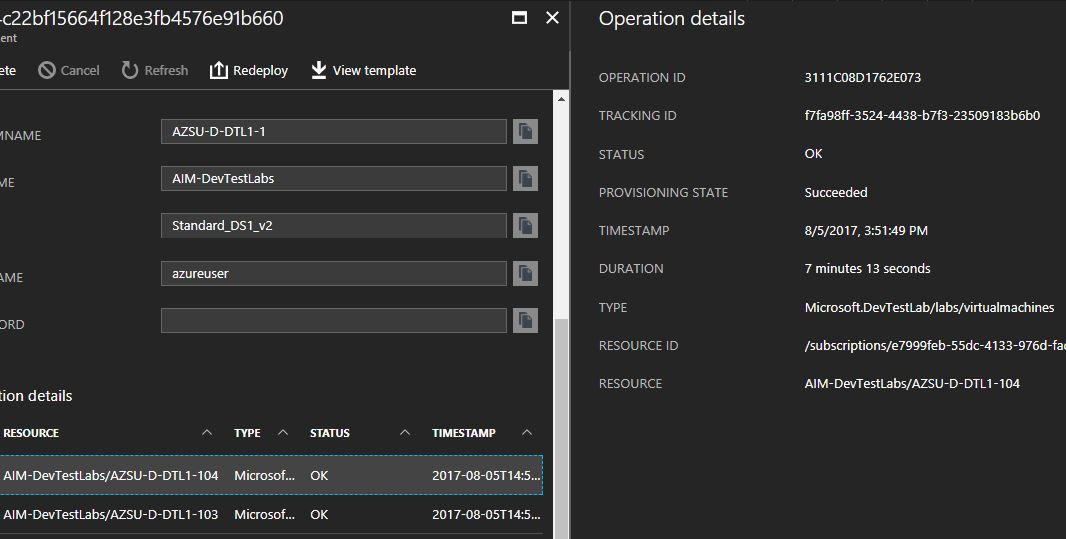 c22bf15664f128e3fb4576e91b660
ent
ete Cancel Refresh Redeploy View template
MNAME AZSU-D-DTL1-1
ME AIM-DevTestLabs
Standard_DS1_v2
AME azureuser
ORD
tion details
RESOURCE TYPE STATUS TIMESTAMP
AIM-DevTestLabs/AZSU-D-DTL1-104 Microsof... OK 2017-08-05T14:5...
AIM-DevTestLabs/AZSU-D-DTL1-103 Microsof... OK 2017-08-05T14:5...
Operation details
OPERATION ID 3111C08D1762E073
TRACKING ID f7fa98ff-3524-4438-b7f3-23509183b6b0
STATUS OK
PROVISIONING STATE Succeeded
TIMESTAMP 8/5/2017, 3:51:49 PM
DURATION 7 minutes 13 seconds
TYPE Microsoft.DevTestLab/labs/virtualmachines
RESOURCE ID /subscriptions/e7999feb-55dc-4133-976d-fac
RESOURCE AIM-DevTestLabs/AZSU-D-DTL1-104